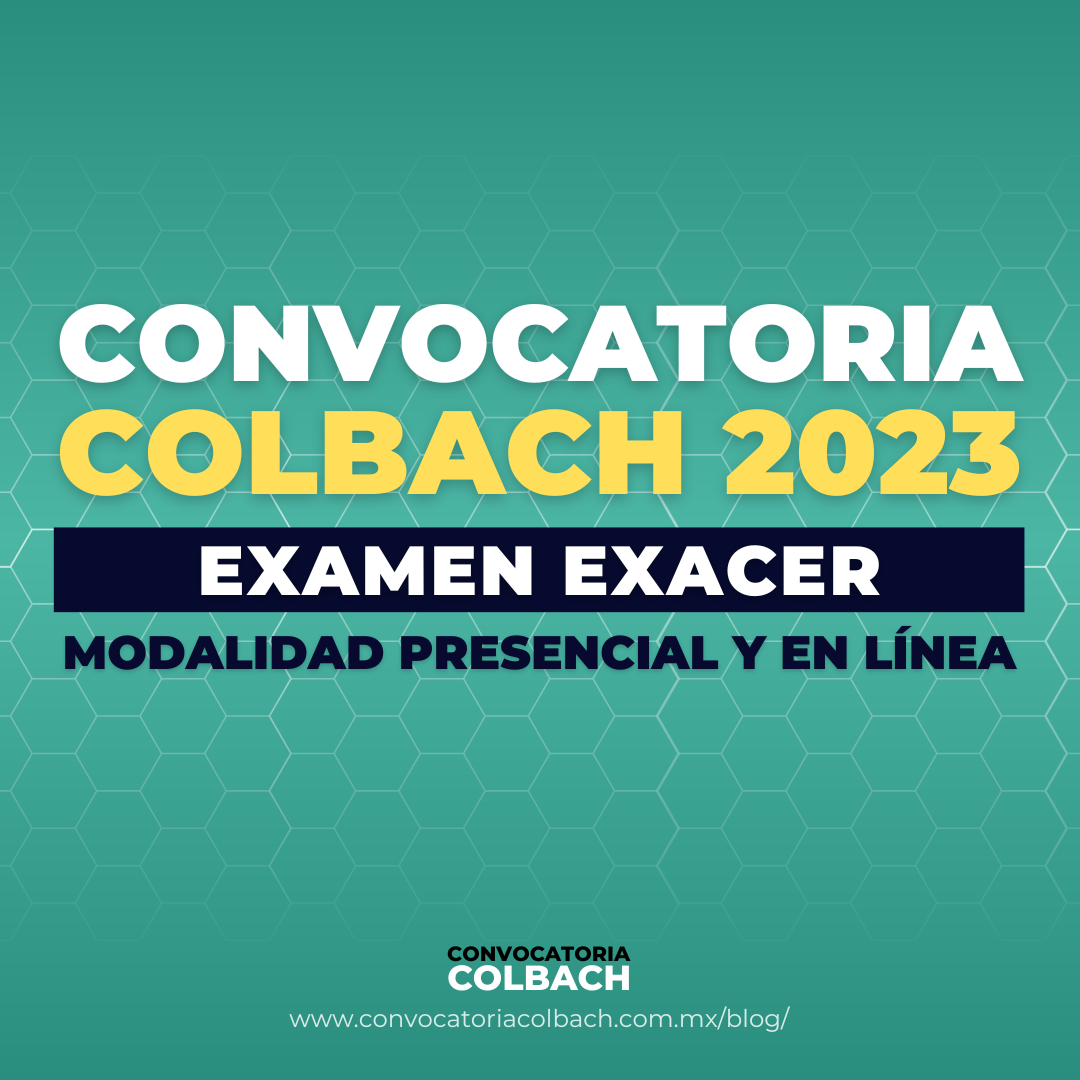 CONVOCATORIA
COLBACH 2023
EXAMEN EXACER
MODALIDAD PRESENCIAL Y EN LÍNEA
CONVOCATORIA
COLBACH
www.convocatoriacolbach.com.mx/blog/